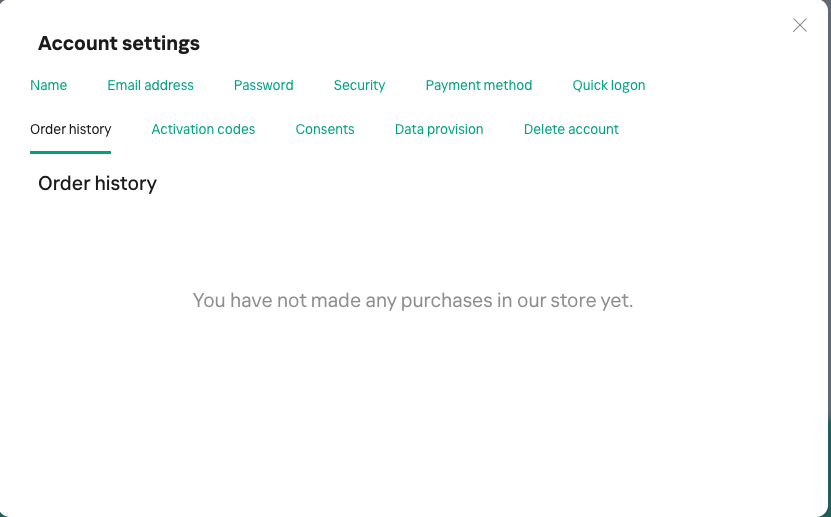 Account settings
Name Email address Password Security Payment method Quick logon
Order history Activation codes Consents Data provision Delete account
Order history
You have not made any purchases in our store yet.